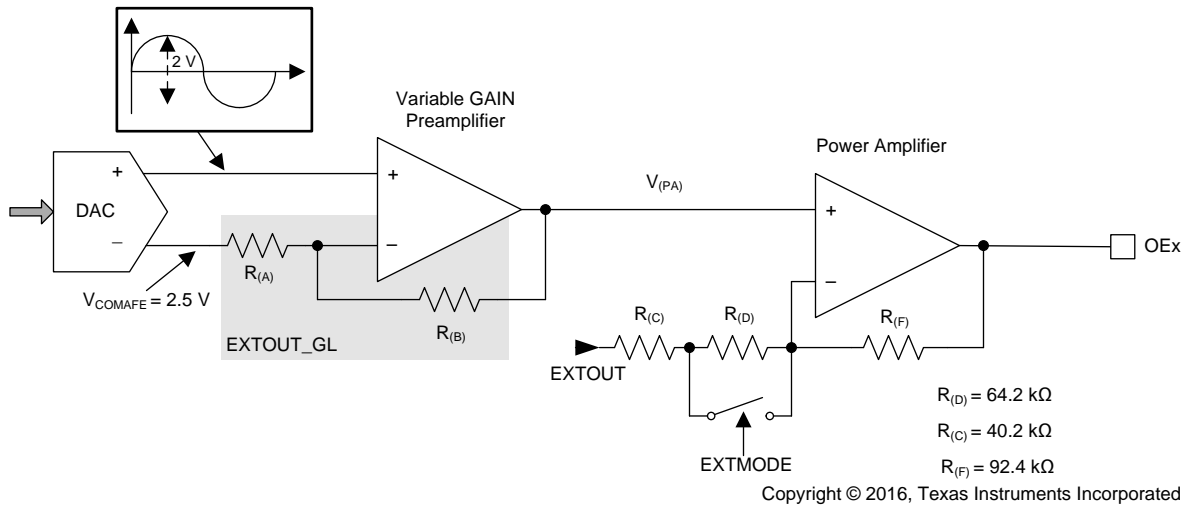 2 V
Variable GAIN
Preamplifier
Power Amplifier
DAC
+
−
+
−
V(PA)
+
−
OEx
R(A)
VCOMAFE = 2.5 V
R(B)
EXTOUT_GL
R(C)
R(D)
R(F)
EXTOUT
EXTMODE
R(D) = 64.2 kΩ
R(C) = 40.2 kΩ
R(F) = 92.4 kΩ
Copyright © 2016, Texas Instruments Incorporated